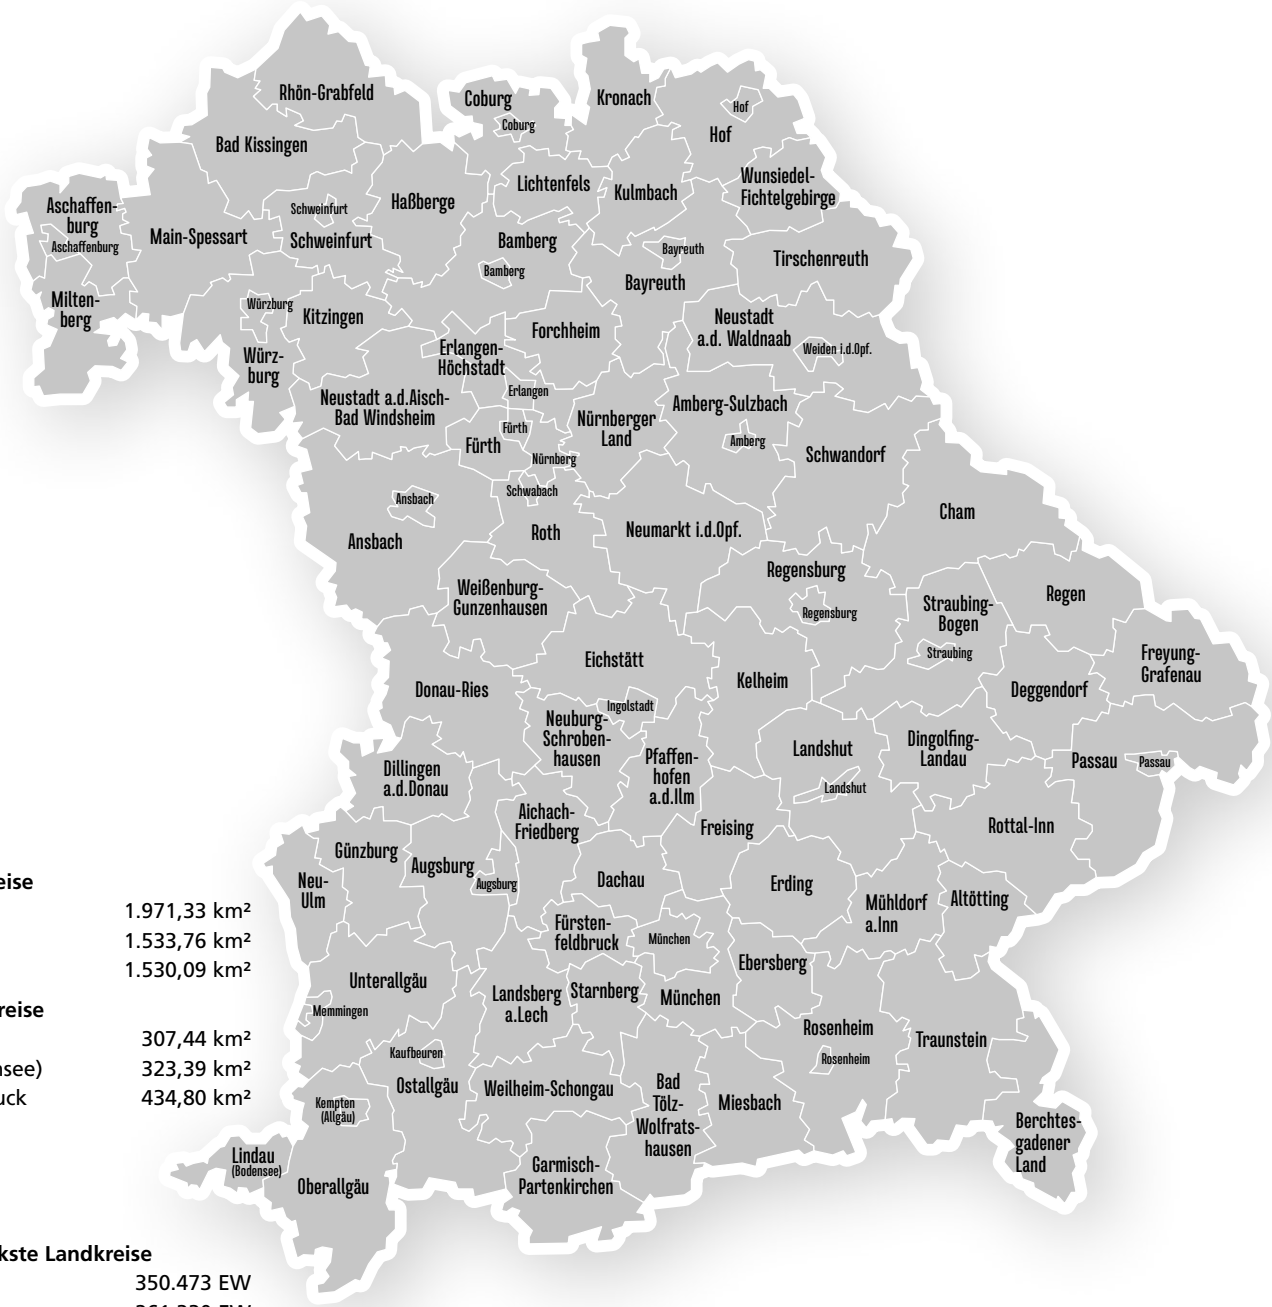 Rhön-Grabfeld
Coburg
Coburg
Kronach
Hof
Hof
Bad Kissingen
Lichtenfels
Kulmbach
Wunsiedel-
Fichtelgebirge
Aschaffen-
burg
Aschaffenburg
Main-Spessart
Schweinfurt
Schweinfurt
Haßberge
Bamberg
Bamberg
Bayreuth
Bayreuth
Tirschenreuth
Milten-
berg
Würzburg
Würz-
burg
Kitzingen
Erlangen-
Höchstadt
Forchheim
Neustadt
a.d. Waldnaab
Weiden i.d.Opf.
Neustadt a.d.Aisch-
Bad Windsheim
Erlangen
Fürth
Fürth
Nürnberg
Nürnberger
Land
Amberg-Sulzbach
Amberg
Schwandorf
Ansbach
Ansbach
Schwabach
Roth
Neumarkt i.d.Opf.
Cham
Weißenburg-
Gunzenhausen
Regensburg
Regensburg
Straubing-
Bogen
Straubing
Regen
Freyung-
Grafenau
Donau-Ries
Eichstätt
Ingolstadt
Kelheim
Deggendorf
Neuburg-
Schroben-
hausen
Pfaffen-
hofen
a.d.Ilm
Landshut
Landshut
Dingolfing-
Landau
Passau
Passau
Dillingen
a.d.Donau
Aichach-
Friedberg
Freising
Rottal-Inn
Günzburg
Neu-
Ulm
Augsburg
Augsburg
Dachau
Erding
Mühldorf
a.Inn
Altötting
Fürsten-
feldbruck
München
München
Ebersberg
Unterallgäu
Memmingen
Landsberg
a.Lech
Starnberg
Rosenheim
Rosenheim
Traunstein
Kaufbeuren
Ostallgäu
Weilheim-Schongau
Bad
Tölz-
Wolfrats-
hausen
Miesbach
Berchtes-
gadener
Land
Kempten
(Allgäu)
Lindau
(Bodensee)
Oberallgäu
Garmisch-
Partenkirchen
eise
1.971,33 km²
1.533,76 km²
1.530,09 km²
reise
307,44 km²
nsee) 323,39 km²
uck 434,80 km²
kste Landkreise
350.473 EW